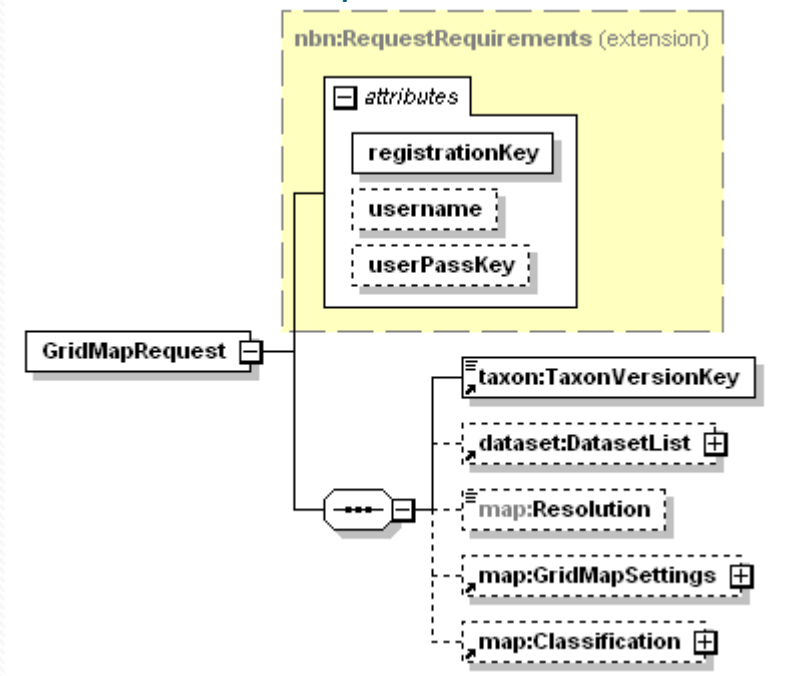 nbn:RequestRequirements (extension)
attributes
registrationKey
username
userPassKey
GridMapRequest
taxon:TaxonVersionKey
dataset:DatasetList
map:Resolution
map:GridMapSettings
map:Classification